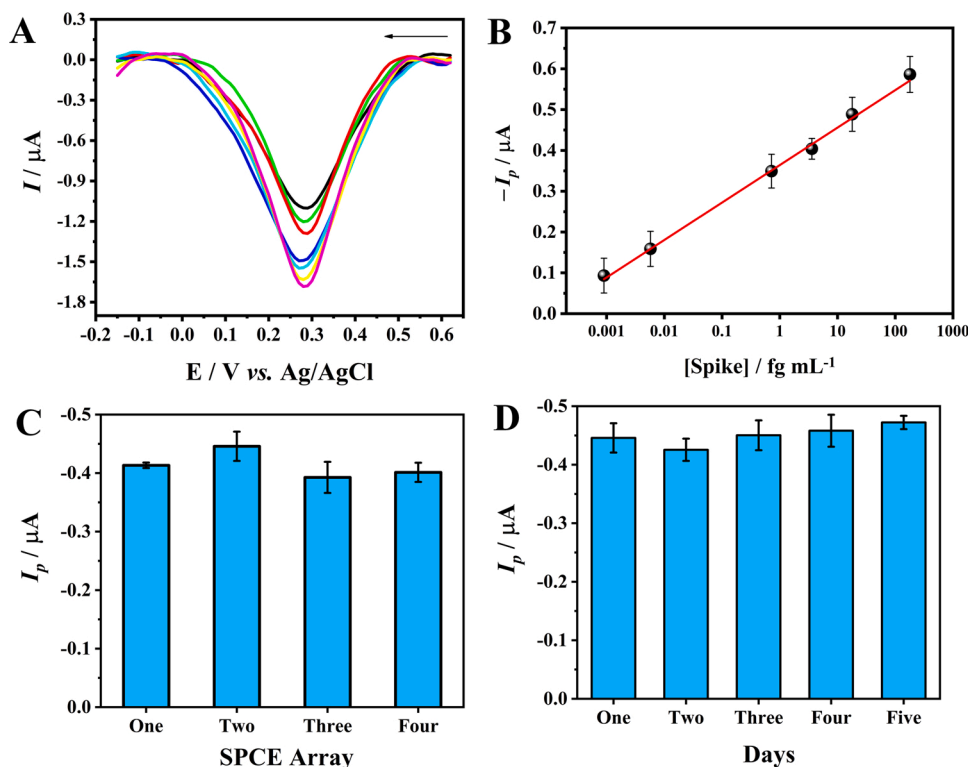 A
0.3
0.0
-0.3
-0.6
-0.9
-1.2
-1.5
-1.8
I / µA
-0.2 -0.1 0.0 0.1 0.2 0.3 0.4 0.5 0.6
E / V vs. Ag/AgCl
B
0.7
0.6
0.5
0.4
0.3
0.2
0.1
0.0
−Ip / µA
0.001 0.01 0.1 1 10 100 1000
[Spike] / fg mL⁻¹
C
-0.5
-0.4
-0.3
-0.2
-0.1
0.0
Ip / µA
One Two Three Four
SPCE Array
D
-0.5
-0.4
-0.3
-0.2
-0.1
0.0
Ip / µA
One Two Three Four Five
Days